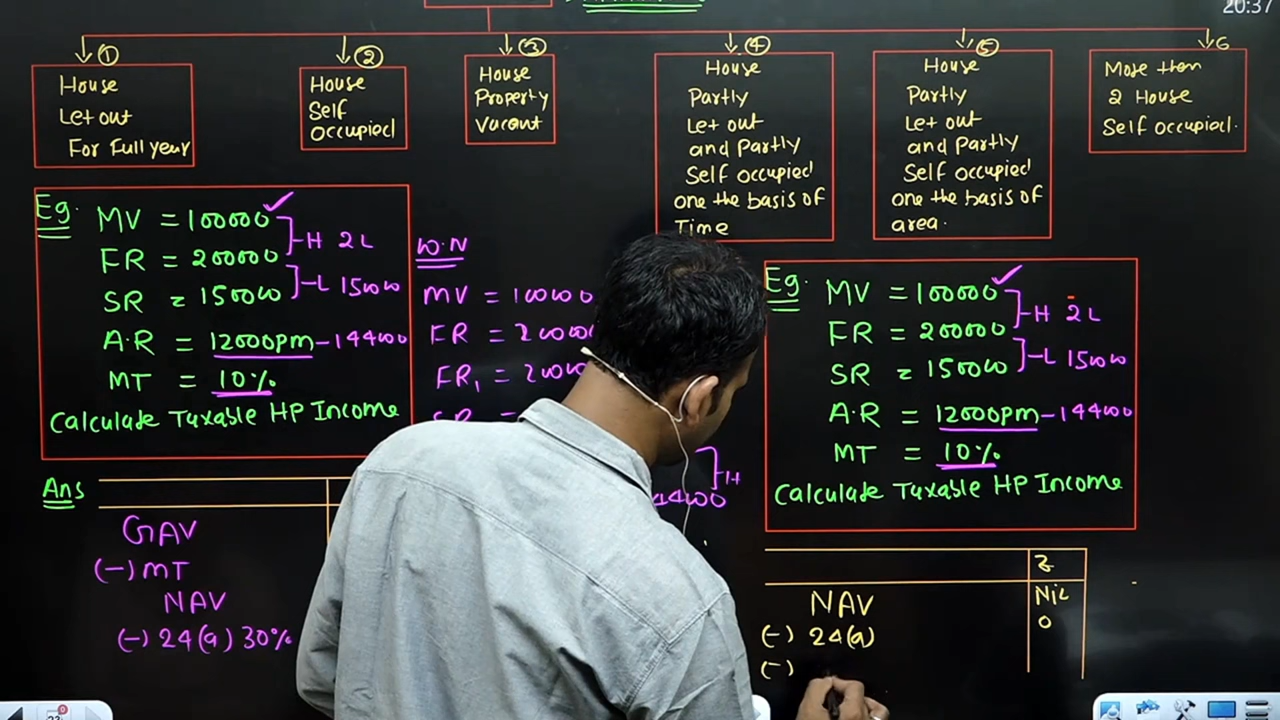 20:37
①
House
Let out
For Full year
②
House
Self
occupied
③
House
Property
Vacant
④
House
Partly
Let out
and Partly
Self occupied
one the basis of
Time
⑤
House
Partly
Let out
and Partly
Self occupied
one the basis of
area.
6
More then
2 House
Self occupied.
Eg. MV = 100000
FR = 200000
H 2L
SR = 150000
L 150000
A.R = 12000pm - 144000
MT = 10%
Calculate Taxable HP Income
W.N
MV = 100000
FR = 20000
FR₁ = 2000
H
44400
Eg. MV = 100000
FR = 200000
H 2L
SR = 150000
L 150000
A.R = 12000pm - 144000
MT = 10%
Calculate Taxable HP Income
Ans
GAV
(-) MT
NAV
(-) 24(a) 30%
NAV Nil
(-) 24(a) 0
(-)